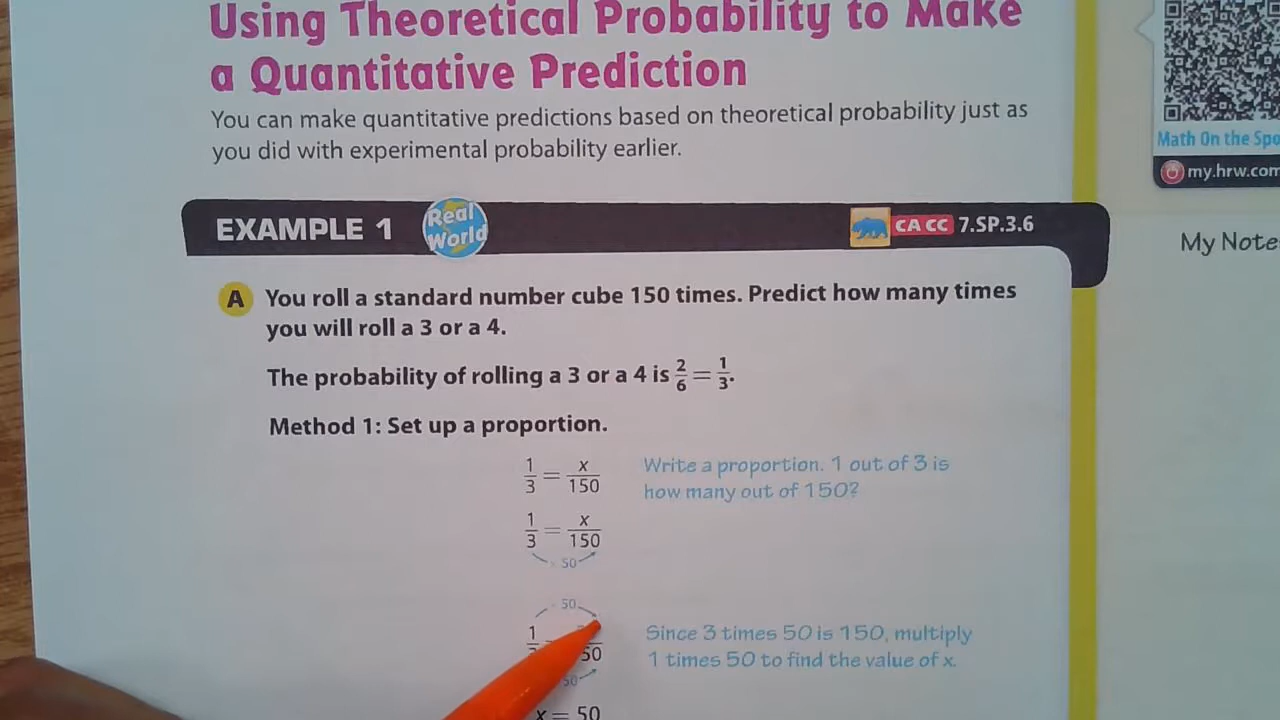 Using Theoretical Probability to Make
a Quantitative Prediction
You can make quantitative predictions based on theoretical probability just as
you did with experimental probability earlier.
Math On the Spo
my.hrw.com
EXAMPLE 1 Real World CA CC 7.SP.3.6
My Note
A You roll a standard number cube 150 times. Predict how many times
you will roll a 3 or a 4.
The probability of rolling a 3 or a 4 is 2/6 = 1/3.
Method 1: Set up a proportion.
1/3 = x/150 Write a proportion. 1 out of 3 is
how many out of 150?
1/3 = x/150
× 50
× 50
1 50 Since 3 times 50 is 150, multiply
1 times 50 to find the value of x.
50
x = 50